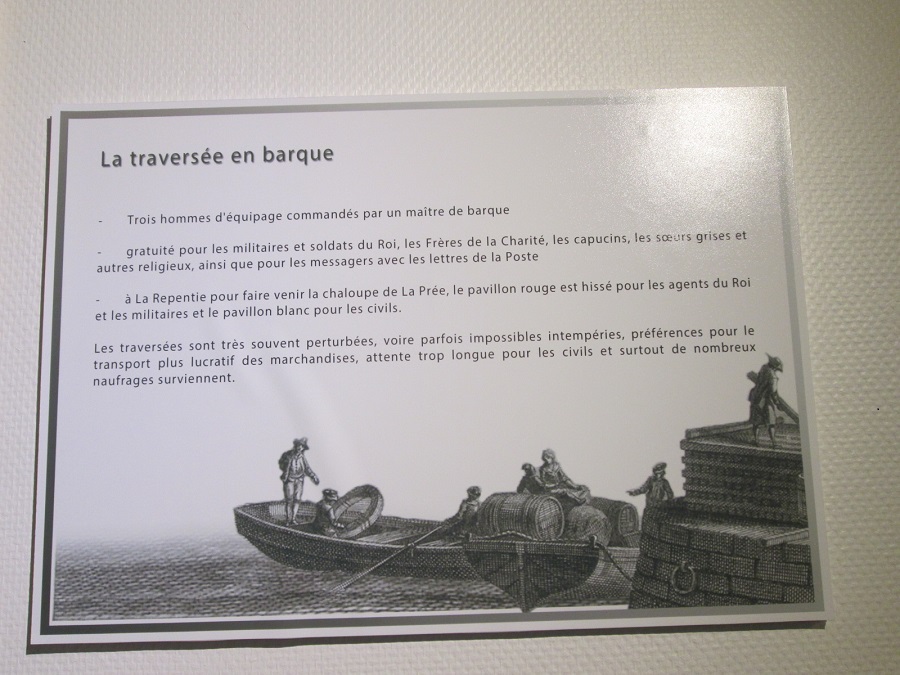 La traversée en barque
- Trois hommes d'équipage commandés par un maître de barque
- gratuité pour les militaires et soldats du Roi, les Frères de la Charité, les capucins, les sœurs grises et
autres religieux, ainsi que pour les messagers avec les lettres de la Poste
- à La Repentie pour faire venir la chaloupe de La Prée, le pavillon rouge est hissé pour les agents du Roi
et les militaires et le pavillon blanc pour les civils.
Les traversées sont très souvent perturbées, voire parfois impossibles intempéries, préférences pour le
transport plus lucratif des marchandises, attente trop longue pour les civils et surtout de nombreux
naufrages surviennent.